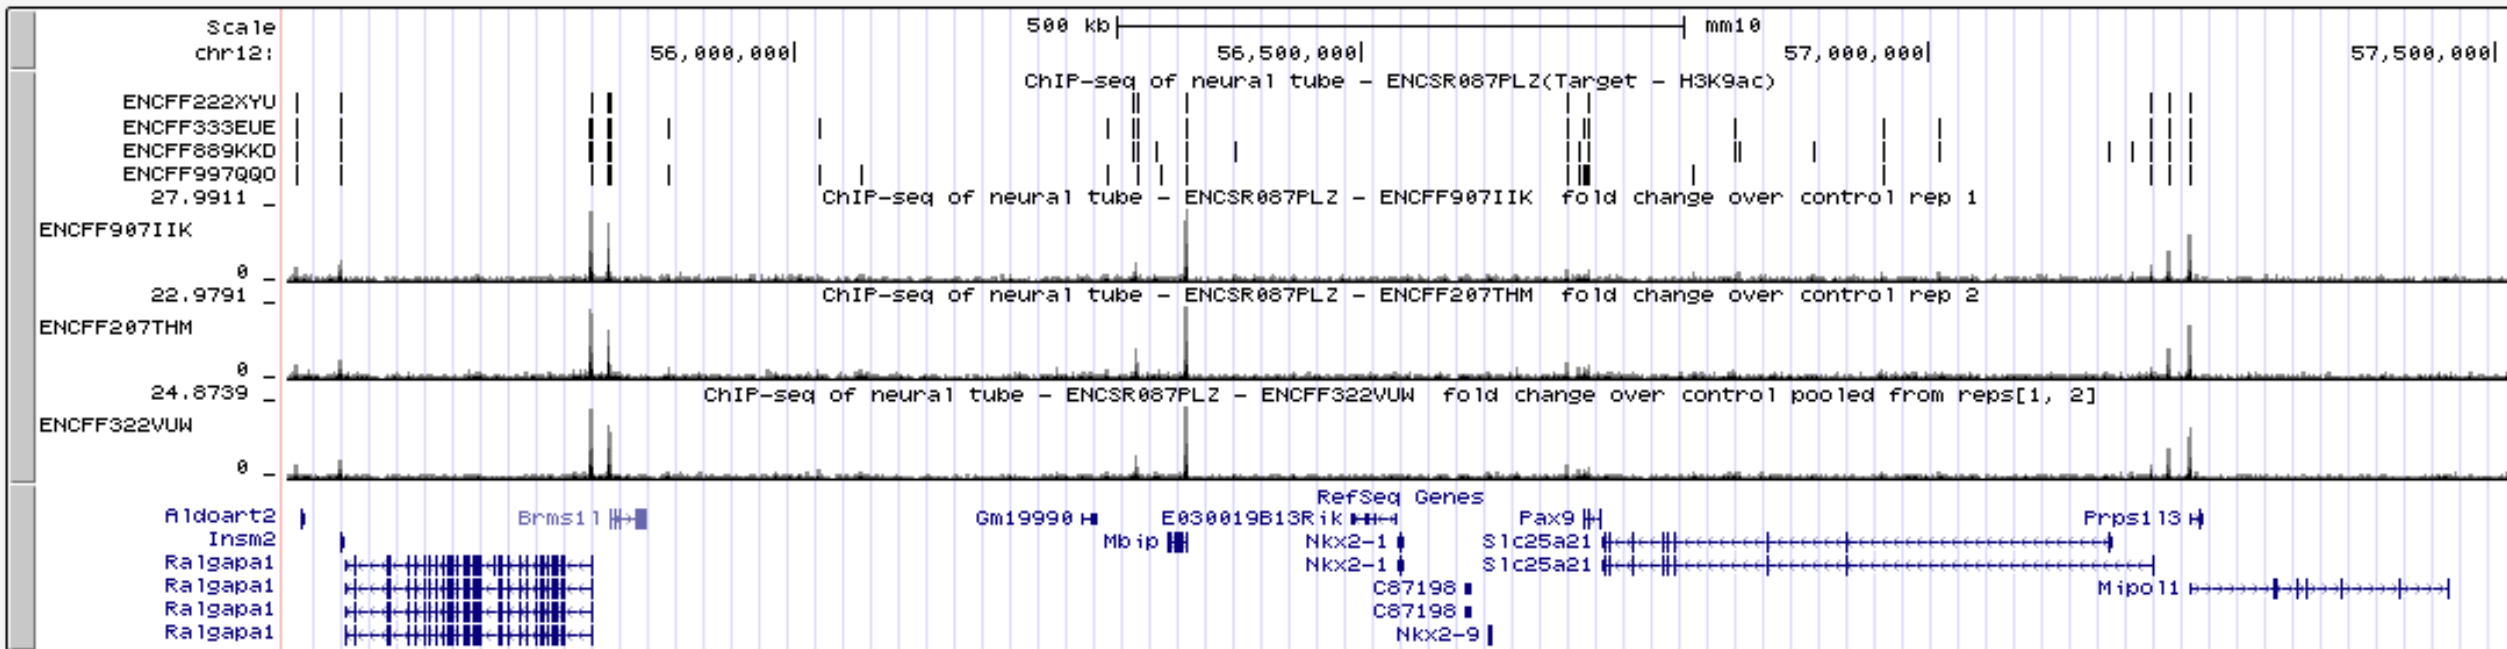 Scale 500 kb mm10
chr12: 56,000,000 56,500,000 57,000,000 57,500,000
ChIP-seq of neural tube - ENCSR087PLZ(Target - H3K9ac)
ENCFF222XYU
ENCFF333EUE
ENCFF889KKD
ENCFF997QQO
27.9911 _ ChIP-seq of neural tube - ENCSR087PLZ - ENCFF907IIK fold change over control rep 1
ENCFF907IIK
0 _
22.9791 _ ChIP-seq of neural tube - ENCSR087PLZ - ENCFF207THM fold change over control rep 2
ENCFF207THM
0 _
24.8739 _ ChIP-seq of neural tube - ENCSR087PLZ - ENCFF322VUW fold change over control pooled from reps[1, 2]
ENCFF322VUW
0 _
RefSeq Genes
Aldoart2 Brms1l Gm19990 E030019B13Rik Pax9 Prps1l3
Insm2 Mbip Nkx2-1 Slc25a21
Ralgapa1 Nkx2-1 Slc25a21
Ralgapa1 C87198 Mipol1
Ralgapa1 C87198
Ralgapa1 Nkx2-9